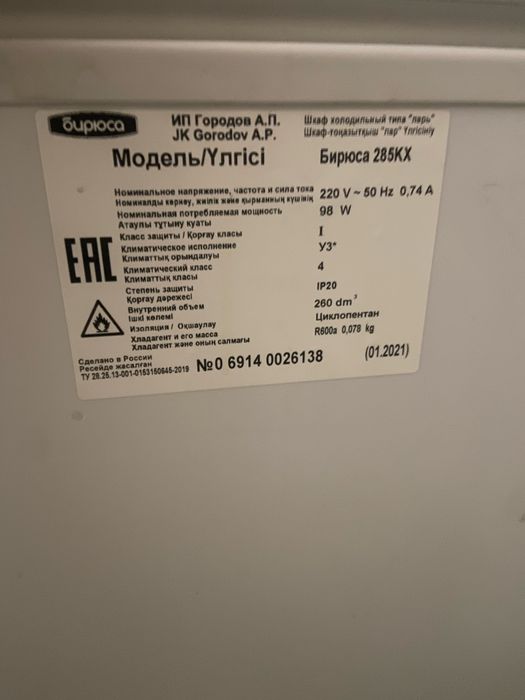 бирюса
ИП Городов А.П.
JK Gorodov A.P.
Шкаф холодильный типа "ларь"
Шкаф-тоңазытқыш "лар" Үлгісінің
Модель/Үлгісі Бирюса 285КХ
Номинальное напряжение, частота и сила тока 220 V ~ 50 Hz 0,74 A
Номиналды кернеу, жиілік және қырманның күшінің
Номинальная потребляемая мощность 98 W
Атаулы тұтыну қуаты
Класс защиты / Қорғау класы I
Климатическое исполнение У3*
Климаттық орындалуы
Климатический класс 4
Климаттық класы
Степень защиты IP20
Қорғау дәрежесі
Внутренний объем 260 dm³
Ішкі көлемі
Изоляция / Оқшаулау Циклопентан
Хладагент и его масса R600a 0,078 kg
Хладагент және оның салмағы
EAC
Сделано в России
Ресейде жасалған
ТУ 28.25.13-001-0153150645-2019
№0 6914 0026138 (01.2021)